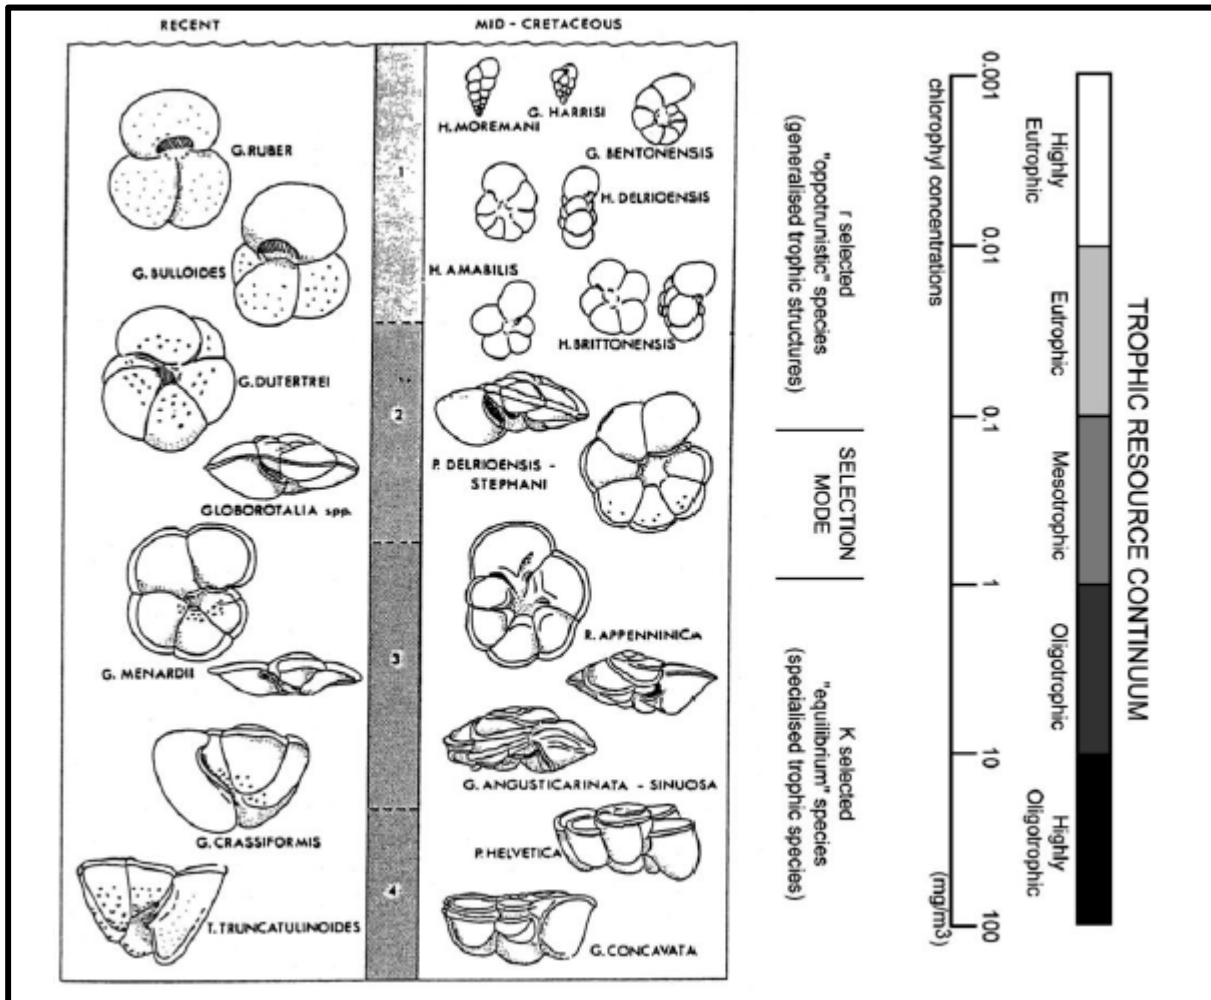 RECENT
MID - CRETACEOUS
G. RUBER
G. BULLOIDES
G. DUTERTREI
GLOBOROTALIA spp.
G. MENARDII
G. CRASSIFORMIS
T. TRUNCATULINOIDES
1
2
3
4
H. MOREMANI
G. HARRISI
G. BENTONENSIS
H. DELRIOENSIS
H. AMABILIS
H. BRITTONENSIS
P. DELRIOENSIS -
STEPHANI
R. APPENNINICA
G. ANGUSTICARINATA - SINUOSA
P. HELVETICA
G. CONCAVATA
r selected
"oppotrunistic" species
(generalised trophic structures)
SELECTION
MODE
K selected
"equilibrium" species
(specialised trophic species)
chlorophyl concentrations
(mg/m3)
0.001
0.01
0.1
1
10
100
Highly
Eutrophic
Eutrophic
Mesotrophic
Oligotrophic
Highly
Oligotrophic
TROPHIC RESOURCE CONTINUUM